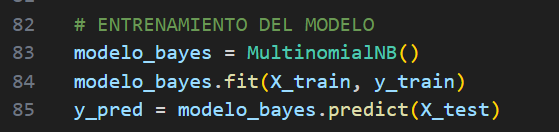 82 # ENTRENAMIENTO DEL MODELO
83 modelo_bayes = MultinomialNB()
84 modelo_bayes.fit(X_train, y_train)
85 y_pred = modelo_bayes.predict(X_test)